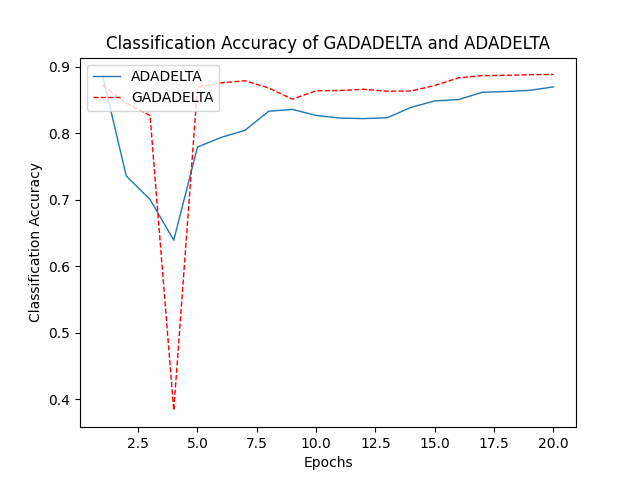 Classification Accuracy of GADADELTA and ADADELTA
ADADELTA
GADADELTA
Classification Accuracy
0.9
0.8
0.7
0.6
0.5
0.4
2.5 5.0 7.5 10.0 12.5 15.0 17.5 20.0
Epochs